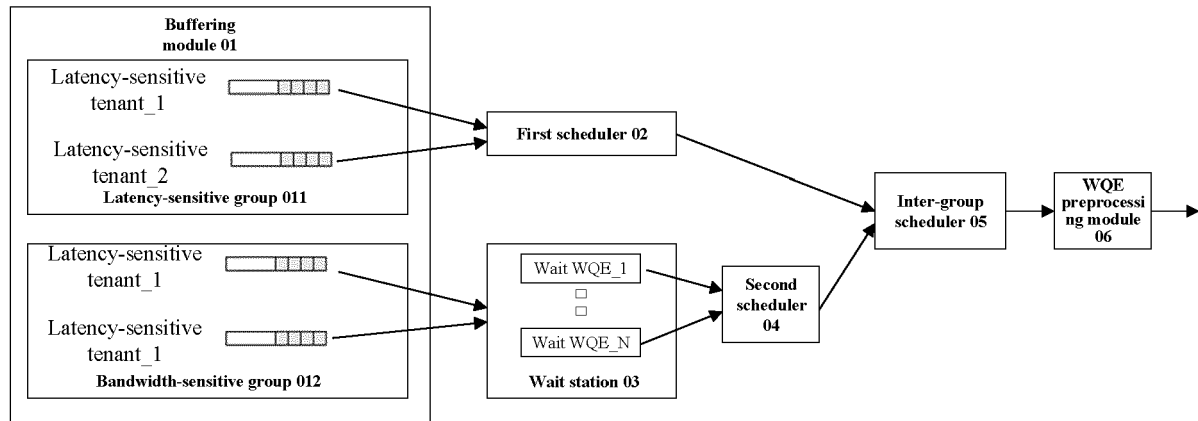 Buffering
module 01
Latency-sensitive
tenant_1
Latency-sensitive
tenant_2
Latency-sensitive group 011
Latency-sensitive
tenant_1
Latency-sensitive
tenant_1
Bandwidth-sensitive group 012
First scheduler 02
Wait WQE_1
Wait WQE_N
Wait station 03
Second
scheduler
04
Inter-group
scheduler 05
WQE
preprocessi
ng module
06